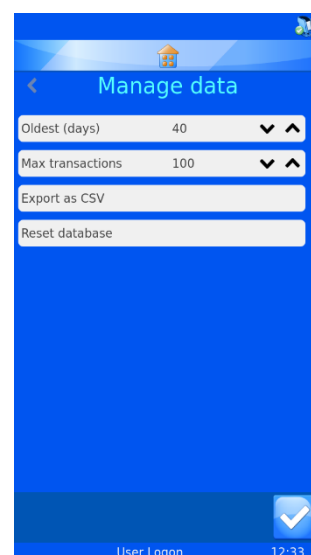 Manage data
Oldest (days) 40
Max transactions 100
Export as CSV
Reset database
User Logon 12:33